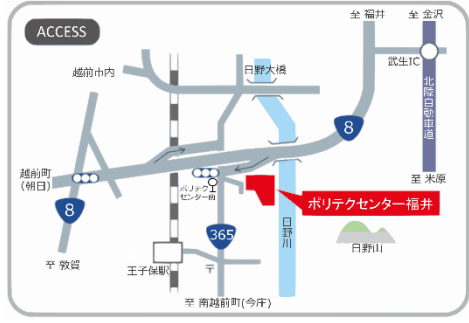 ACCESS
至 福井
至 金沢
越前市内
日野大橋
武生IC
北陸自動車道
8
越前町
(朝日)
ポリテク
センター前
至 米原
ポリテクセンター福井
8
365
日野川
日野山
至 敦賀
王子保駅
〒
至 南越前町(今庄)